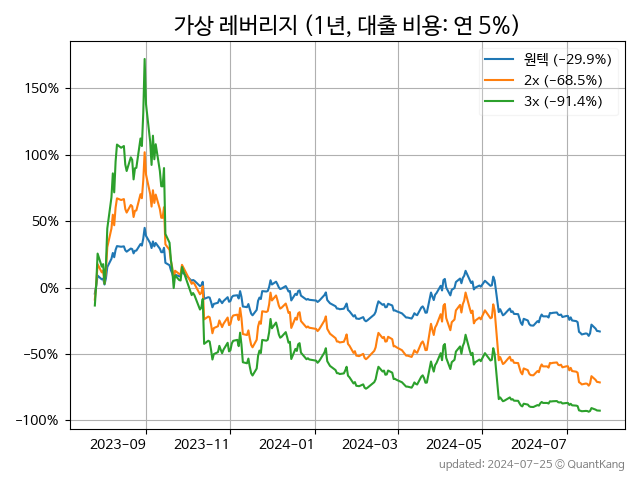 가상 레버리지 (1년, 대출 비용: 연 5%)
원텍 (−29.9%)
2x (−68.5%)
3x (−91.4%)
150%
100%
50%
0%
−50%
−100%
2023-09 2023-11 2024-01 2024-03 2024-05 2024-07
updated: 2024-07-25 © QuantKang